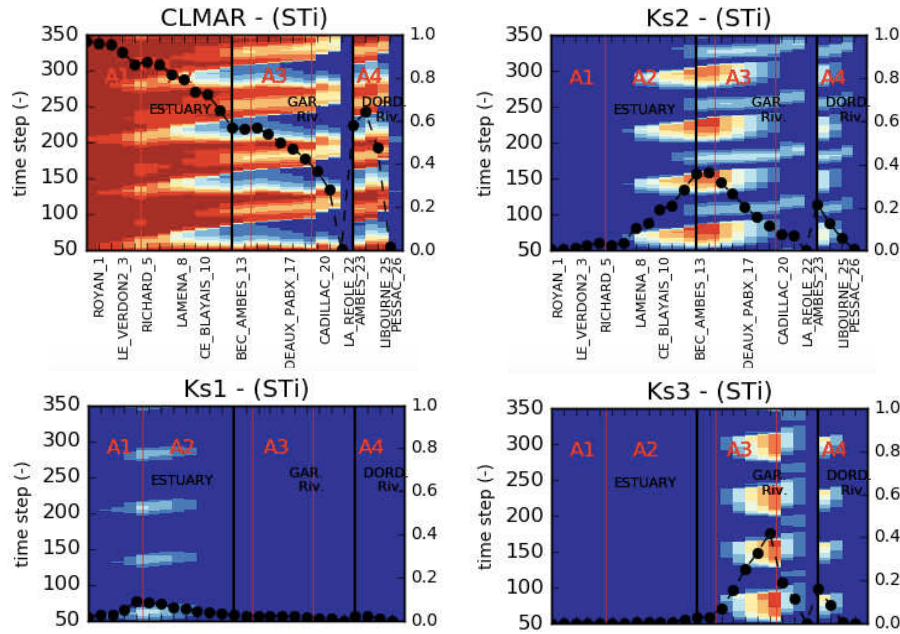 CLMAR - (STi)
350
300
250
200
150
100
50
time step (-)
1.0
0.8
0.6
0.4
0.2
0.0
A1
A3
A4
ESTUARY
GAR.
Riv.
DORD.
Riv.
ROYAN_1
LE_VERDON2_3
RICHARD_5
LAMENA_8
CE_BLAYAIS_10
BEC_AMBES_13
DEAUX_PABX_17
CADILLAC_20
LA_REOLE_22
AMBES_23
LIBOURNE_25
PESSAC_26
Ks2 - (STi)
350
300
250
200
150
100
50
time step (-)
1.0
0.8
0.6
0.4
0.2
0.0
A1
A2
A3
A4
ESTUARY
GAR.
Riv.
DORD.
Riv.
ROYAN_1
LE_VERDON2_3
RICHARD_5
LAMENA_8
CE_BLAYAIS_10
BEC_AMBES_13
DEAUX_PABX_17
CADILLAC_20
LA_REOLE_22
AMBES_23
LIBOURNE_25
PESSAC_26
Ks1 - (STi)
350
300
250
200
150
100
50
time step (-)
1.0
0.8
0.6
0.4
0.2
0.0
A1
A2
A3
A4
ESTUARY
GAR.
Riv.
DORD.
Riv.
Ks3 - (STi)
350
300
250
200
150
100
50
time step (-)
1.0
0.8
0.6
0.4
0.2
0.0
A1
A2
A3
A4
ESTUARY
GAR.
Riv.
DORD.
Riv.